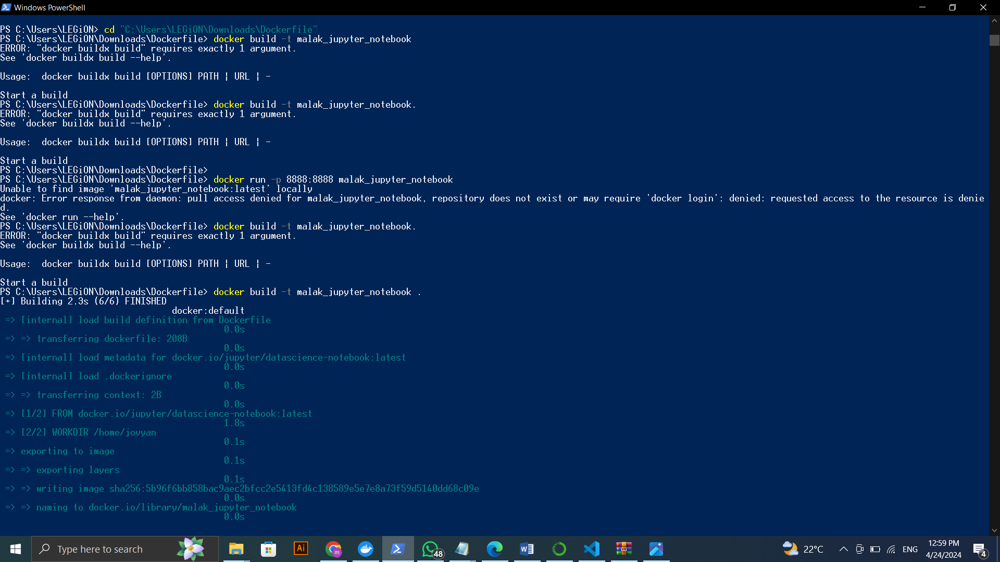 Windows PowerShell
PS C:\Users\LEGiON> cd "C:\Users\LEGiON\Downloads\Dockerfile"
PS C:\Users\LEGiON\Downloads\Dockerfile> docker build -t malak_jupyter_notebook
ERROR: "docker buildx build" requires exactly 1 argument.
See 'docker buildx build --help'.
Usage:  docker buildx build [OPTIONS] PATH | URL | -
Start a build
PS C:\Users\LEGiON\Downloads\Dockerfile> docker build -t malak_jupyter_notebook.
ERROR: "docker buildx build" requires exactly 1 argument.
See 'docker buildx build --help'.
Usage:  docker buildx build [OPTIONS] PATH | URL | -
Start a build
PS C:\Users\LEGiON\Downloads\Dockerfile>
PS C:\Users\LEGiON\Downloads\Dockerfile> docker run -p 8888:8888 malak_jupyter_notebook
Unable to find image 'malak_jupyter_notebook:latest' locally
docker: Error response from daemon: pull access denied for malak_jupyter_notebook, repository does not exist or may require 'docker login': denied: requested access to the resource is denie
d.
See 'docker run --help'.
PS C:\Users\LEGiON\Downloads\Dockerfile> docker build -t malak_jupyter_notebook.
ERROR: "docker buildx build" requires exactly 1 argument.
See 'docker buildx build --help'.
Usage:  docker buildx build [OPTIONS] PATH | URL | -
Start a build
PS C:\Users\LEGiON\Downloads\Dockerfile> docker build -t malak_jupyter_notebook .
[+] Building 2.3s (6/6) FINISHED
docker:default
=> [internal] load build definition from Dockerfile
0.0s
=> => transferring dockerfile: 208B
0.0s
=> [internal] load metadata for docker.io/jupyter/datascience-notebook:latest
0.0s
=> [internal] load .dockerignore
0.0s
=> => transferring context: 2B
0.0s
=> [1/2] FROM docker.io/jupyter/datascience-notebook:latest
1.8s
=> [2/2] WORKDIR /home/jovyan
0.1s
=> exporting to image
0.1s
=> => exporting layers
0.1s
=> => writing image sha256:5b96f6bb858bac9aec2bfcc2e5413fd4c138589e5e7e8a73f59d5140dd68c09e
0.0s
=> => naming to docker.io/library/malak_jupyter_notebook
0.0s
Type here to search
Ai
m
48
W
22°C
ENG
12:59 PM
4/24/2024
4